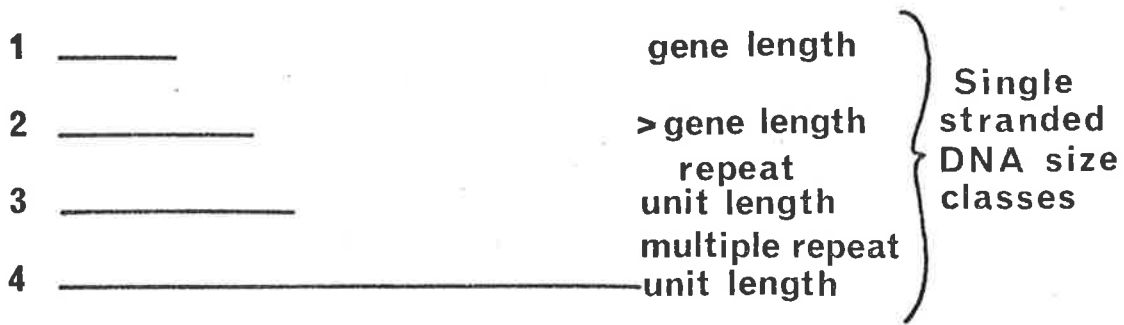 1 gene length
2 >gene length
repeat
3 unit length
multiple repeat
4 unit length
Single
stranded
DNA size
classes